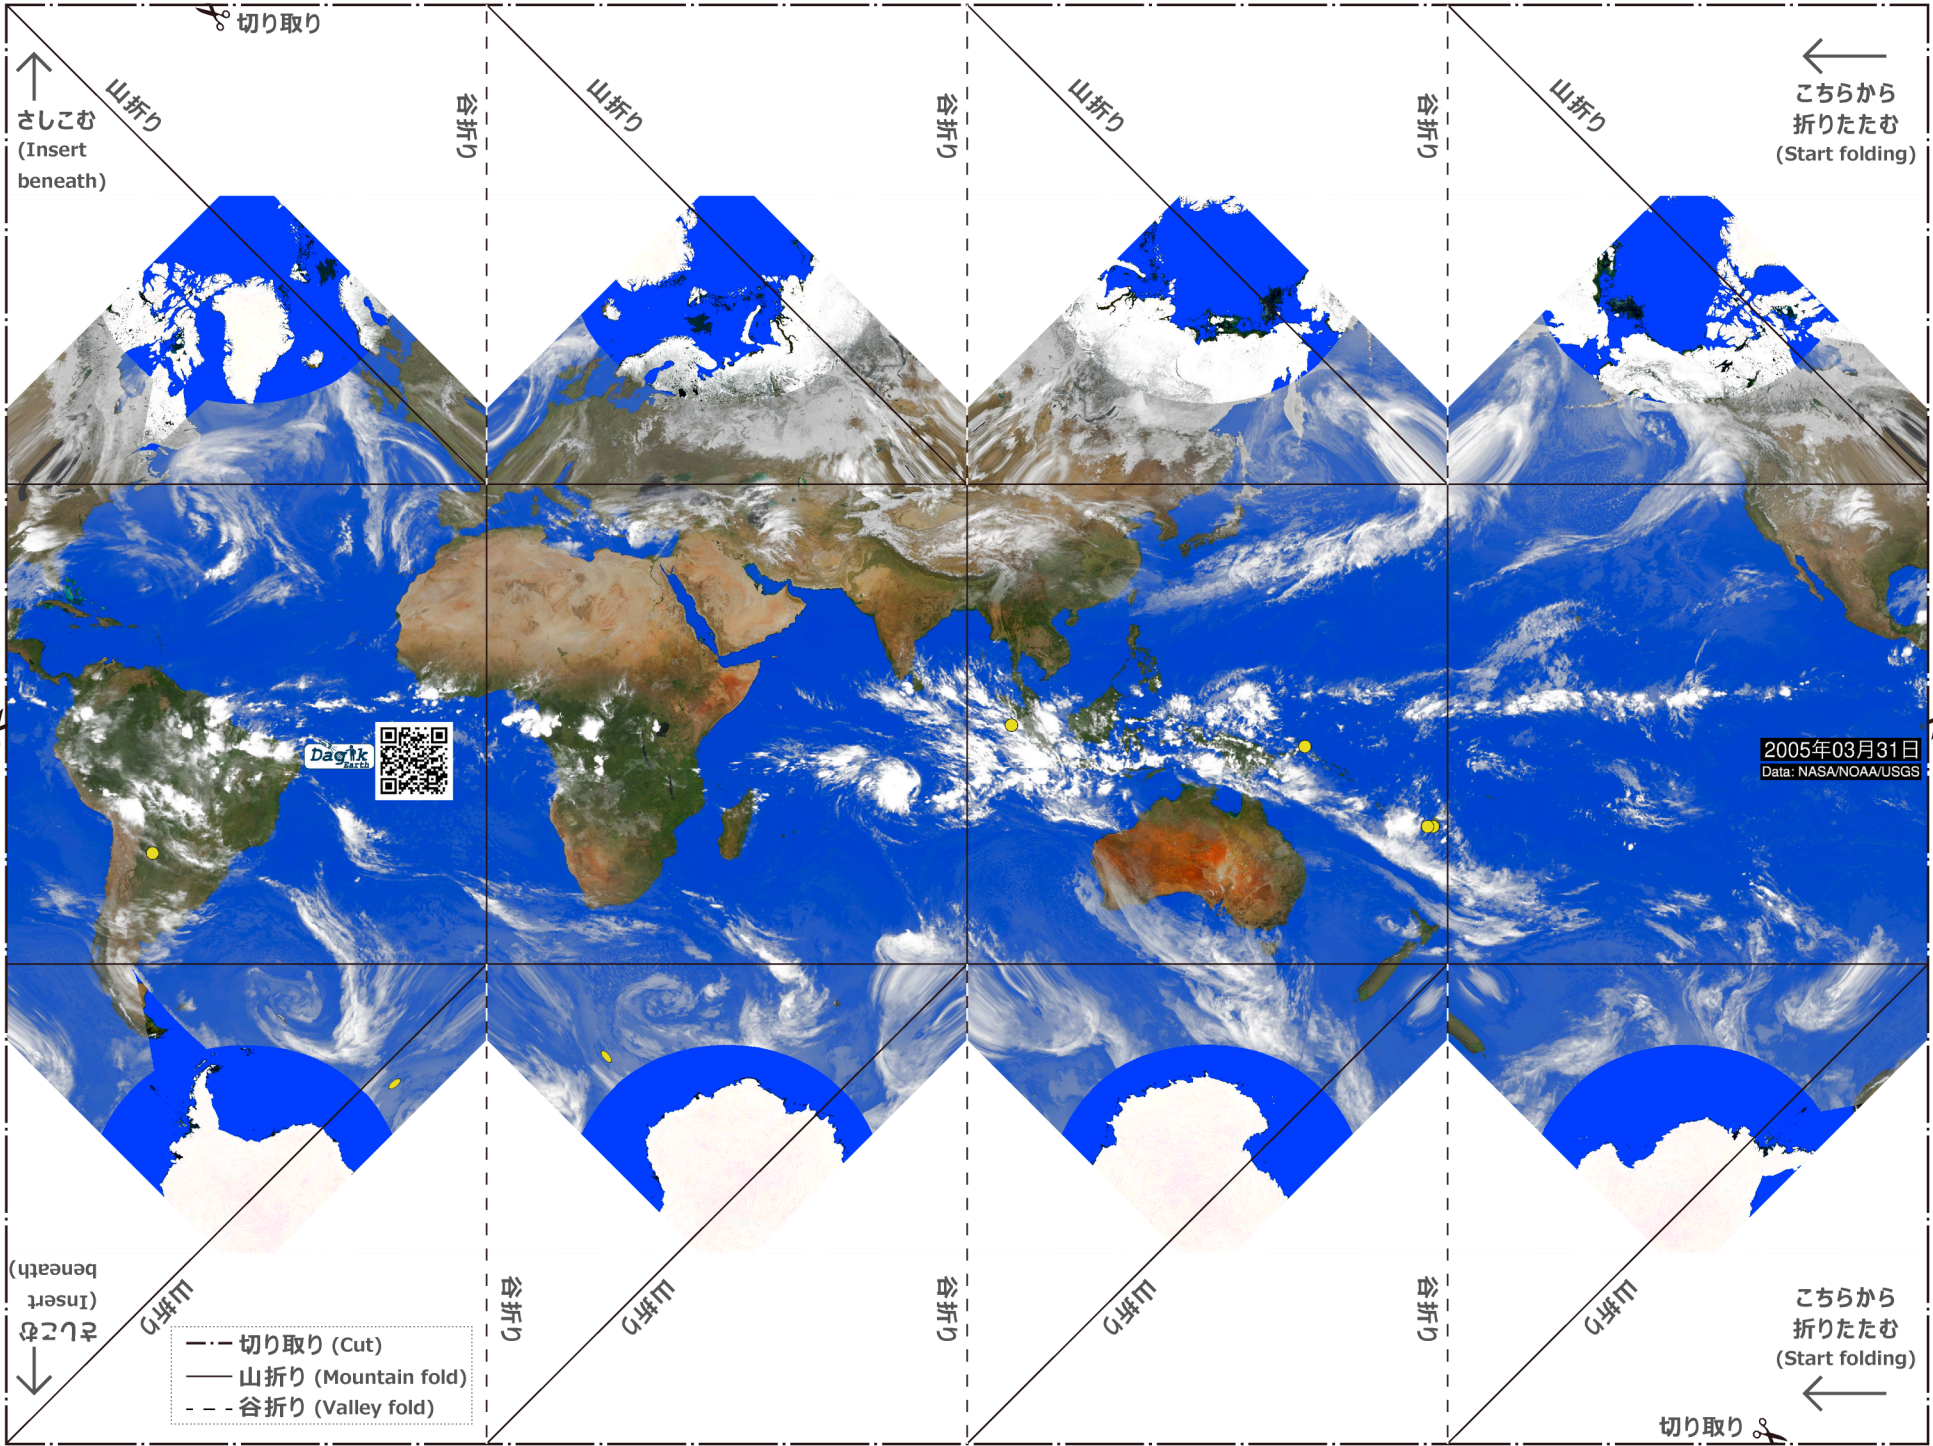 切り取り
山折り
谷折り
山折り
谷折り
山折り
谷折り
山折り
さしこむ
(Insert
beneath)
こちらから
折りたたむ
(Start folding)
Dagik
Earth
2005年03月31日
Data: NASA/NOAA/USGS
さしこむ
(Insert
beneath)
山折り
谷折り
山折り
谷折り
山折り
谷折り
山折り
こちらから
折りたたむ
(Start folding)
切り取り (Cut)
山折り (Mountain fold)
谷折り (Valley fold)
切り取り